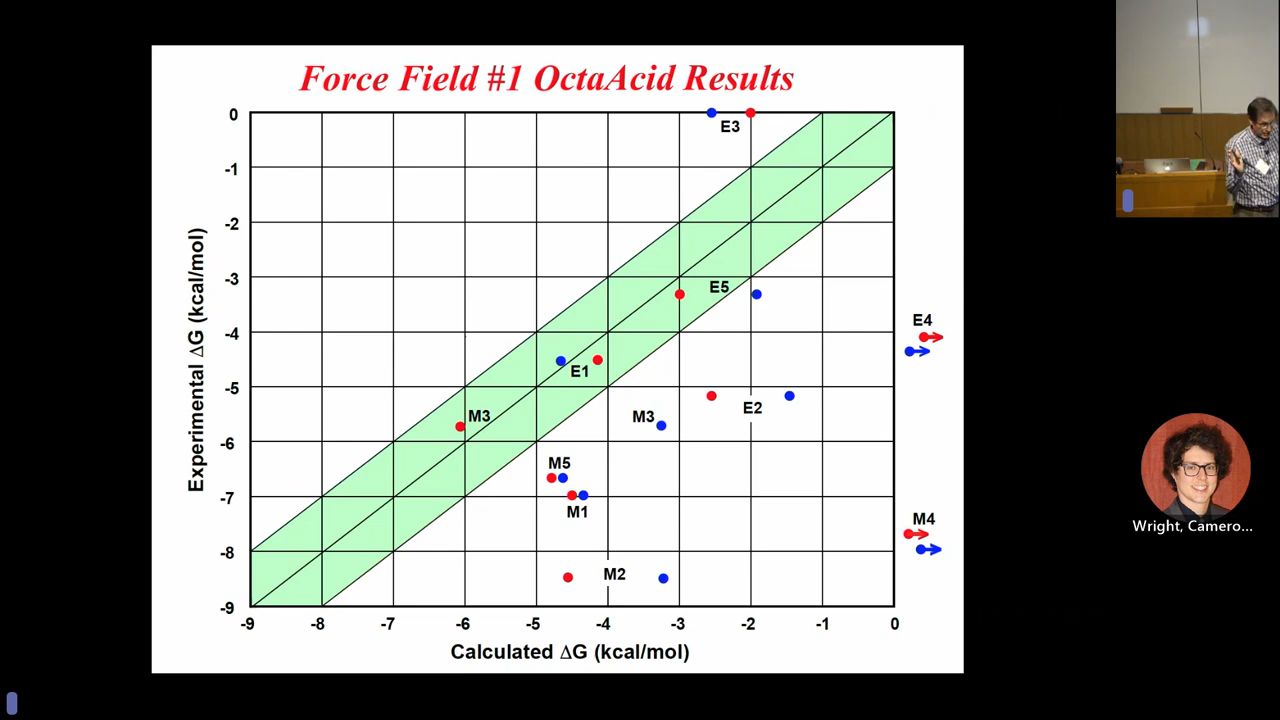 Force Field #1 OctaAcid Results
Experimental ΔG (kcal/mol)
0
-1
-2
-3
-4
-5
-6
-7
-8
-9
E3
E5
E4
E1
E2
M3
M3
M5
M1
M4
M2
-9
-8
-7
-6
-5
-4
-3
-2
-1
0
Calculated ΔG (kcal/mol)
Wright, Camero...